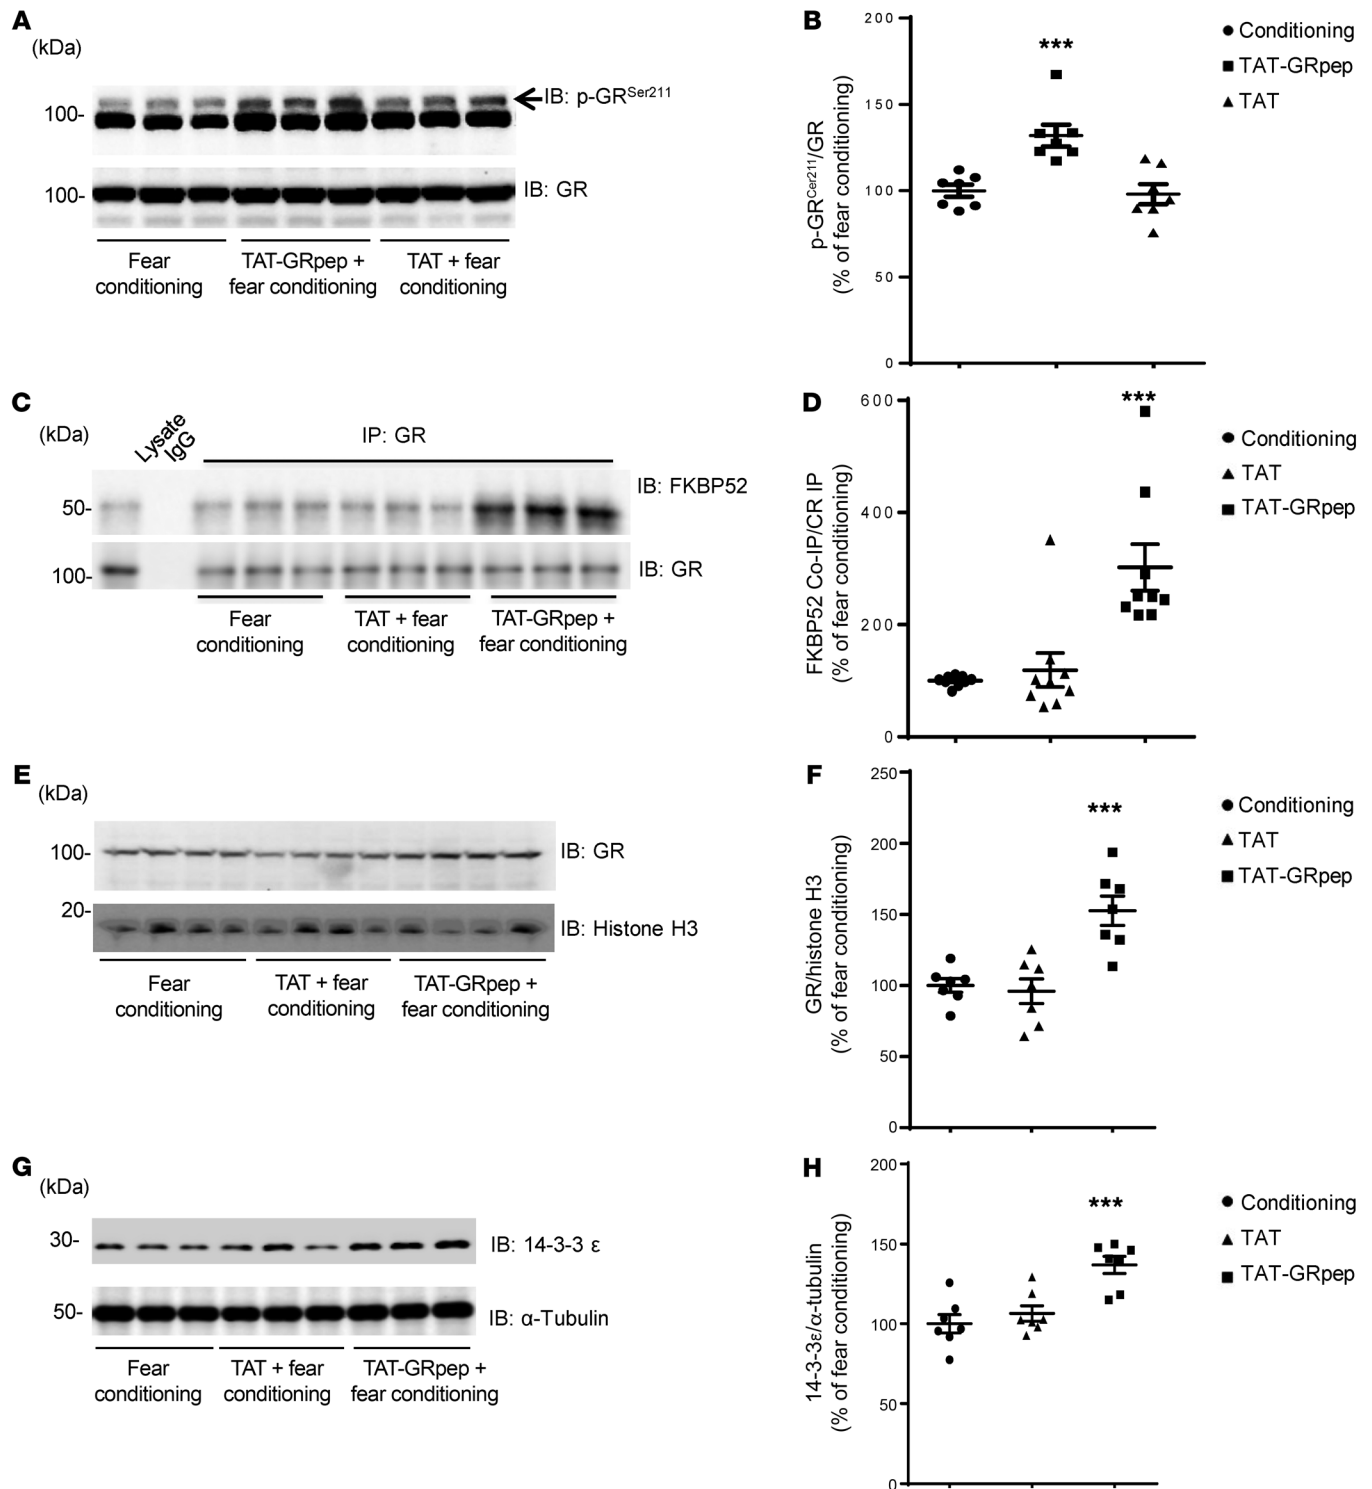 A
(kDa)
100-
IB: p-GRSer211
100-
IB: GR
Fear
conditioning
TAT-GRpep +
fear conditioning
TAT + fear
conditioning
B
200
150
100
50
0
p-GRCer211/GR
(% of fear conditioning)
***
Conditioning
TAT-GRpep
TAT
C
(kDa)
Lysate
IgG
IP: GR
50-
IB: FKBP52
100-
IB: GR
Fear
conditioning
TAT + fear
conditioning
TAT-GRpep +
fear conditioning
D
600
400
200
0
FKBP52 Co-IP/CR IP
(% of fear conditioning)
***
Conditioning
TAT
TAT-GRpep
E
(kDa)
100-
IB: GR
20-
IB: Histone H3
Fear
conditioning
TAT + fear
conditioning
TAT-GRpep +
fear conditioning
F
250
200
150
100
50
0
GR/histone H3
(% of fear conditioning)
***
Conditioning
TAT
TAT-GRpep
G
(kDa)
30-
IB: 14-3-3 ε
50-
IB: α-Tubulin
Fear
conditioning
TAT + fear
conditioning
TAT-GRpep +
fear conditioning
H
200
150
100
50
0
14-3-3ε/α-tubulin
(% of fear conditioning)
***
Conditioning
TAT
TAT-GRpep